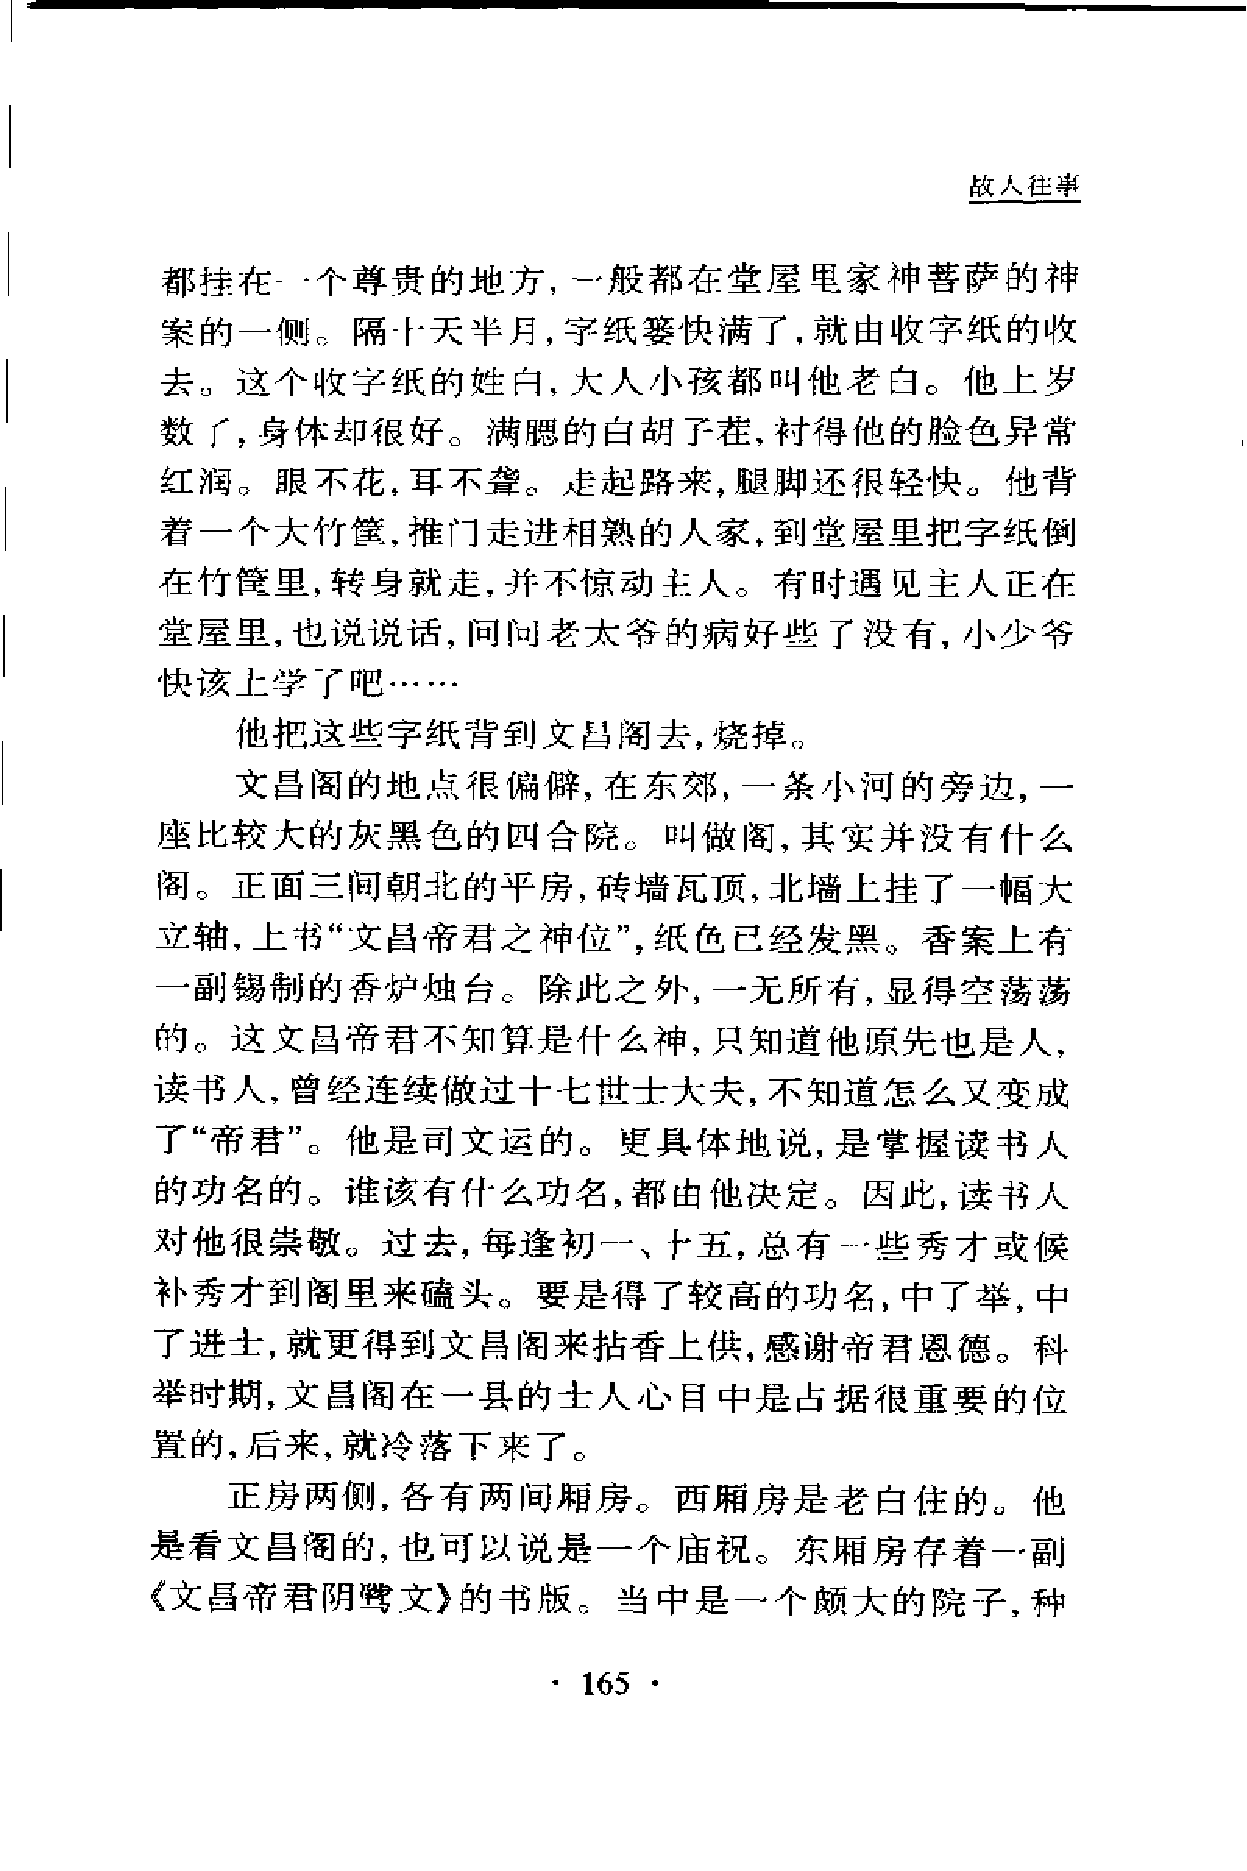 故人往事
都挂在一个尊贵的地方，一般都在堂屋里家神菩萨的神
案的一侧。隔十天半月，字纸篓快满了，就由收字纸的收
去。这个收字纸的姓白，大人小孩都叫他老白。他上岁
数了，身体却很好。满腮的白胡子茬，衬得他的脸色异常
红润。眼不花，耳不聋。走起路来，腿脚还很轻快。他背
着一个大竹筐，推门走进相熟的人家，到堂屋里把字纸倒
在竹筐里，转身就走，并不惊动主人。有时遇见主人正在
堂屋里，也说说话，问问老太爷的病好些了没有，小少爷
快该上学了吧……
他把这些字纸背到文昌阁去，烧掉。
文昌阁的地点很偏僻，在东郊，一条小河的旁边，一
座比较大的灰黑色的四合院。叫做阁，其实并没有什么
阁。正面三间朝北的平房，砖墙瓦顶，北墙上挂了一幅大
立轴，上书“文昌帝君之神位”，纸色已经发黑。香案上有
一副锡制的香炉烛台。除此之外，一无所有，显得空荡荡
的。这文昌帝君不知算是什么神，只知道他原先也是人，
读书人，曾经连续做过十七世士大夫，不知道怎么又变成
了“帝君”。他是司文运的。更具体地说，是掌握读书人
的功名的。谁该有什么功名，都由他决定。因此，读书人
对他很崇敬。过去，每逢初一、十五，总有一些秀才或候
补秀才到阁里来磕头。要是得了较高的功名，中了举，中
了进士，就更得到文昌阁来拈香上供，感谢帝君恩德。科
举时期，文昌阁在一县的士人心目中是占据很重要的位
置的，后来，就冷落下来了。
正房两侧，各有两间厢房。西厢房是老白住的。他
是看文昌阁的，也可以说是一个庙祝。东厢房存着一副
《文昌帝君阴骘文》的书版。当中是一个颇大的院子，种
· 165 ·